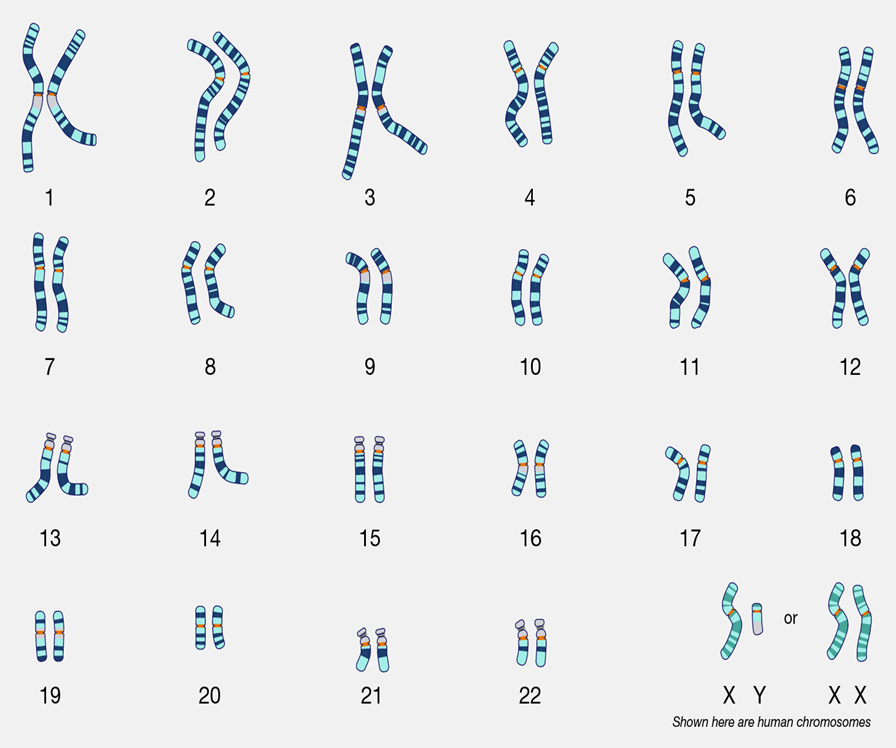 1 2 3 4 5 6
7 8 9 10 11 12
13 14 15 16 17 18
or
19 20 21 22 X Y X X
Shown here are human chromosomes